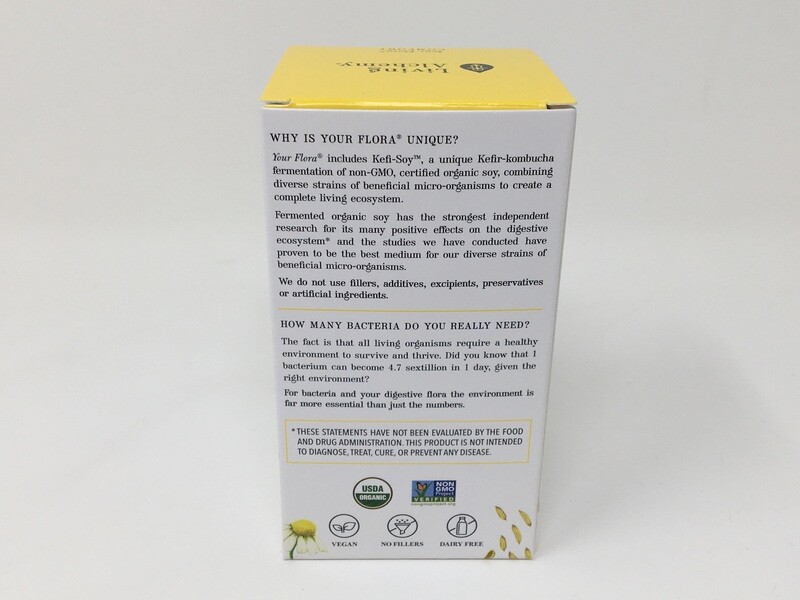 Living
Alchemy
WHY IS YOUR FLORA® UNIQUE?
Your Flora® includes Kefi-Soy™, a unique Kefir-kombucha
fermentation of non-GMO, certified organic soy, combining
diverse strains of beneficial micro-organisms to create a
complete living ecosystem.
Fermented organic soy has the strongest independent
research for its many positive effects on the digestive
ecosystem* and the studies we have conducted have
proven to be the best medium for our diverse strains of
beneficial micro-organisms.
We do not use fillers, additives, excipients, preservatives
or artificial ingredients.
HOW MANY BACTERIA DO YOU REALLY NEED?
The fact is that all living organisms require a healthy
environment to survive and thrive. Did you know that 1
bacterium can become 4.7 sextillion in 1 day, given the
right environment?
For bacteria and your digestive flora the environment is
far more essential than just the numbers.
* THESE STATEMENTS HAVE NOT BEEN EVALUATED BY THE FOOD
AND DRUG ADMINISTRATION. THIS PRODUCT IS NOT INTENDED
TO DIAGNOSE, TREAT, CURE, OR PREVENT ANY DISEASE.
USDA
ORGANIC
NON
GMO
Project
VERIFIED
nongmoproject.org
VEGAN
NO FILLERS
DAIRY FREE